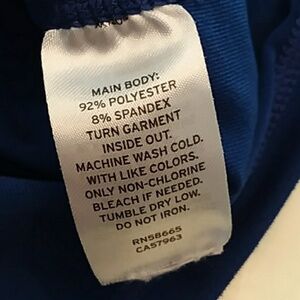 MAIN BODY:
92% POLYESTER
8% SPANDEX
TURN GARMENT
INSIDE OUT.
MACHINE WASH COLD.
WITH LIKE COLORS.
ONLY NON-CHLORINE
BLEACH IF NEEDED.
TUMBLE DRY LOW.
DO NOT IRON.
RN58665
CA57963